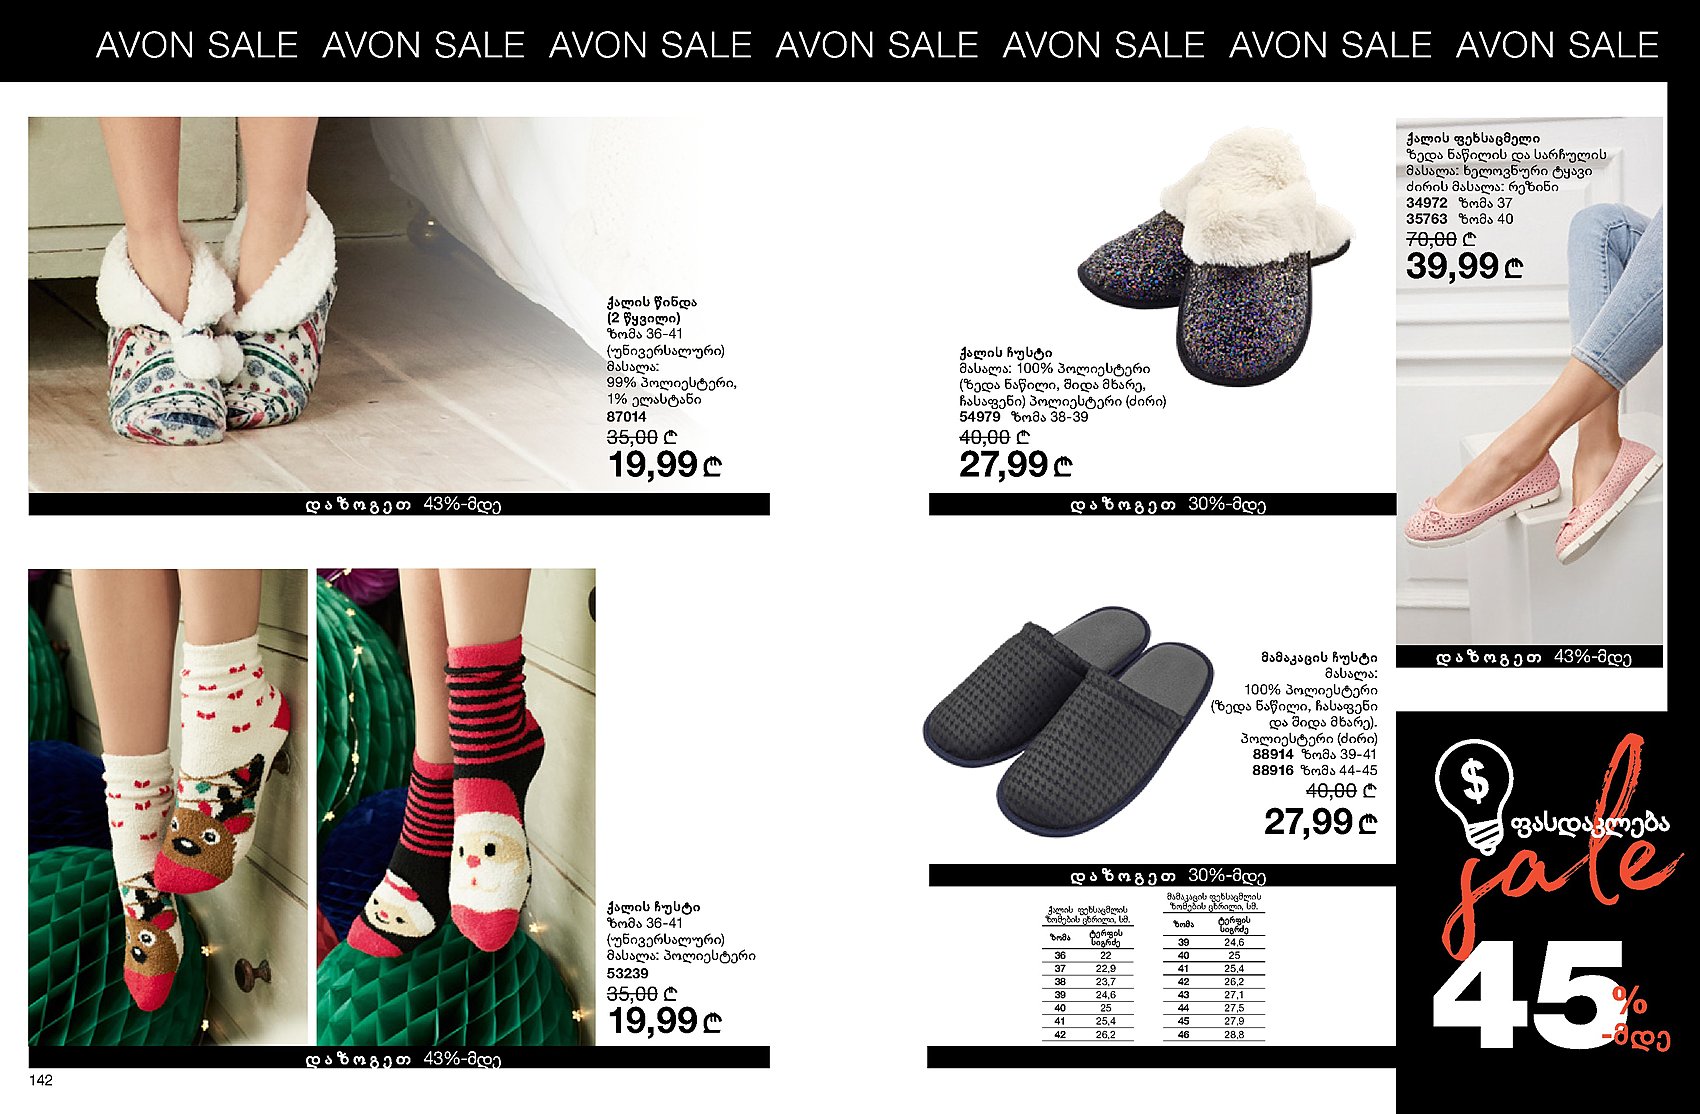 AVON SALE AVON SALE AVON SALE AVON SALE AVON SALE AVON SALE AVON SALE
ქალის წინდა
(2 წყვილი)
ზომა 36-41
(უნივერსალური)
მასალა:
99% პოლიესტერი,
1% ელასტანი
87014
35,00 ₾
19,99 ₾
დაზოგეთ 43%-მდე
ქალის ჩუსტი
ზომა 36-41
(უნივერსალური)
მასალა: პოლიესტერი
53239
35,00 ₾
19,99 ₾
დაზოგეთ 43%-მდე
142
ქალის ჩუსტი
მასალა: 100% პოლიესტერი
(ზედა ნაწილი, შიდა მხარე,
ჩასაფენი) პოლიესტერი (ძირი)
54979 ზომა 38-39
40,00 ₾
27,99 ₾
დაზოგეთ 30%-მდე
ქალის ფეხსაცმელი
ზედა ნაწილის და სარჩულის
მასალა: ხელოვნური ტყავი
ძირის მასალა: რეზინი
34972 ზომა 37
35763 ზომა 40
70,00 ₾
39,99 ₾
დაზოგეთ 43%-მდე
მამაკაცის ჩუსტი
მასალა:
100% პოლიესტერი
(ზედა ნაწილი, ჩასაფენი
და შიდა მხარე).
პოლიესტერი (ძირი)
88914 ზომა 39-41
88916 ზომა 44-45
40,00 ₾
27,99 ₾
დაზოგეთ 30%-მდე
ქალის ფეხსაცმლის
ზომების ცხრილი, სმ.
ზომა ტერფის სიგრძე
36 22
37 22,9
38 23,7
39 24,6
40 25
41 25,4
42 26,2
მამაკაცის ფეხსაცმლის
ზომების ცხრილი, სმ.
ზომა ტერფის სიგრძე
39 24,6
40 25
41 25,4
42 26,2
43 27,1
44 27,5
45 27,9
46 28,8
$
ფასდაკლება
sale
45%
-მდე